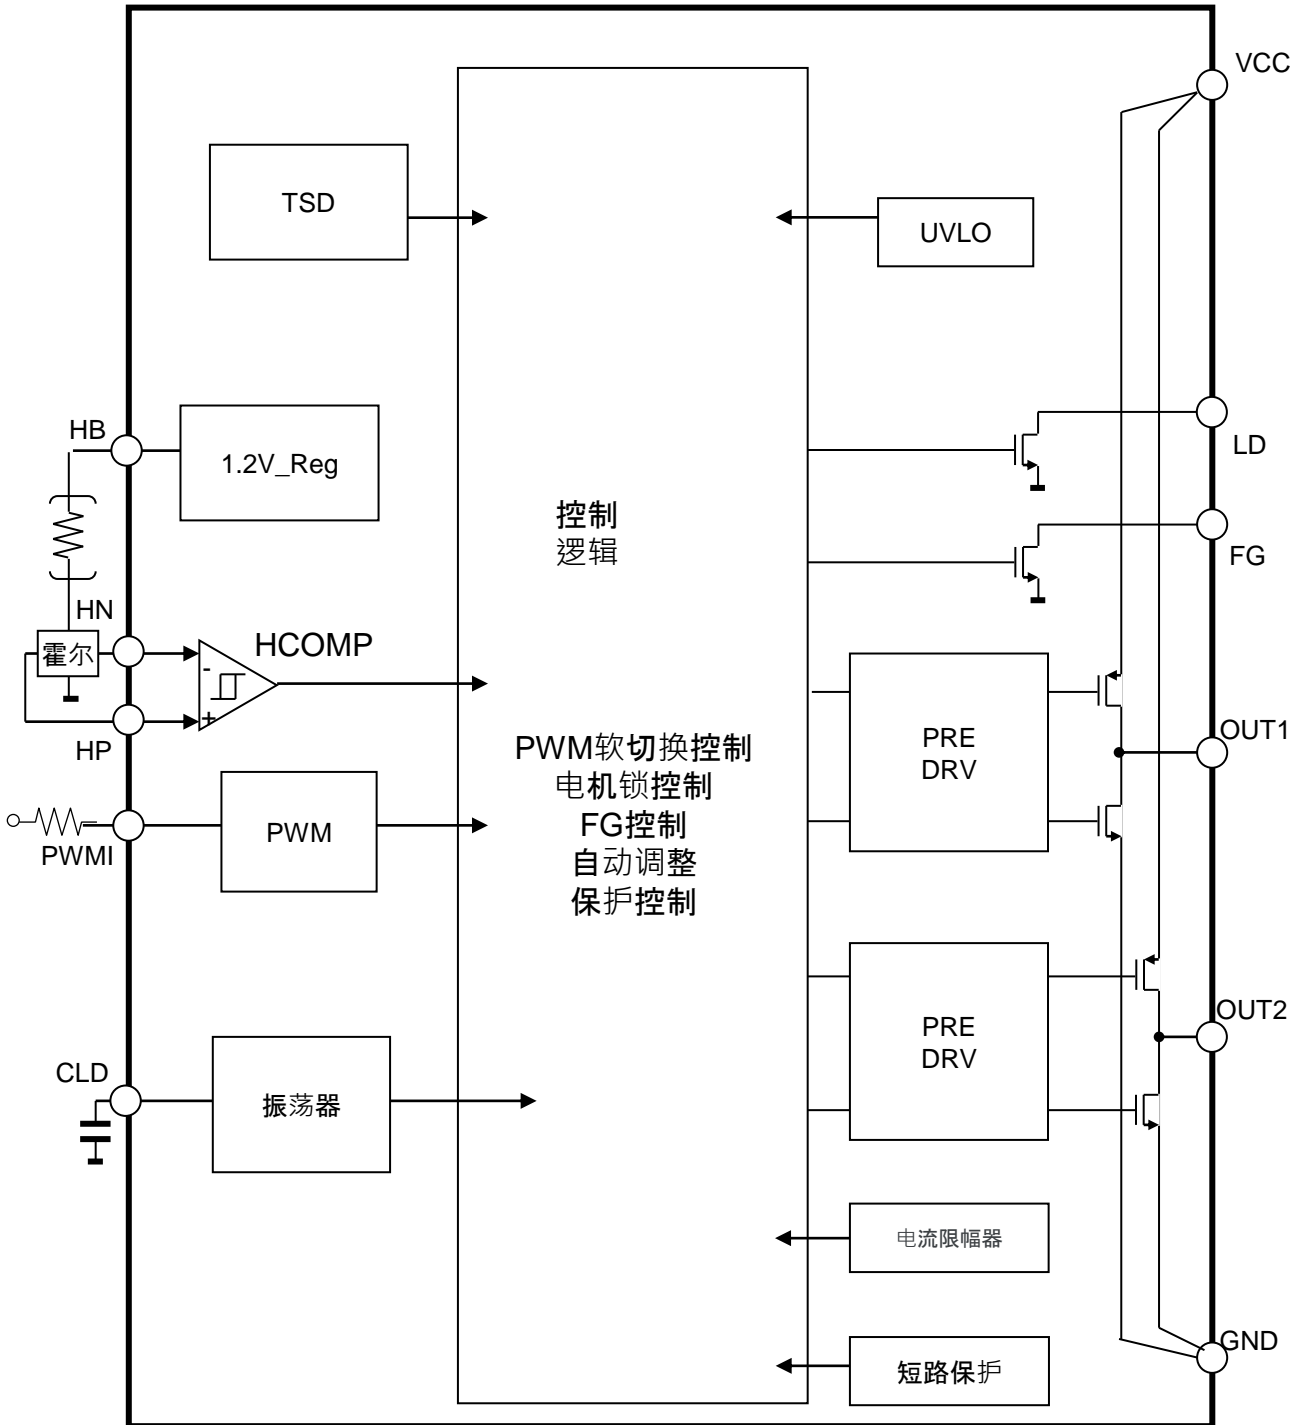 VCC
TSD
UVLO
HB
1.2V_Reg
LD
控制
逻辑
FG
HN
霍尔
HCOMP
-
+
HP
PRE
DRV
OUT1
PWM软切换控制
电机锁控制
FG控制
自动调整
保护控制
PWM
PWMI
PRE
DRV
OUT2
CLD
振荡器
电流限幅器
GND
短路保护